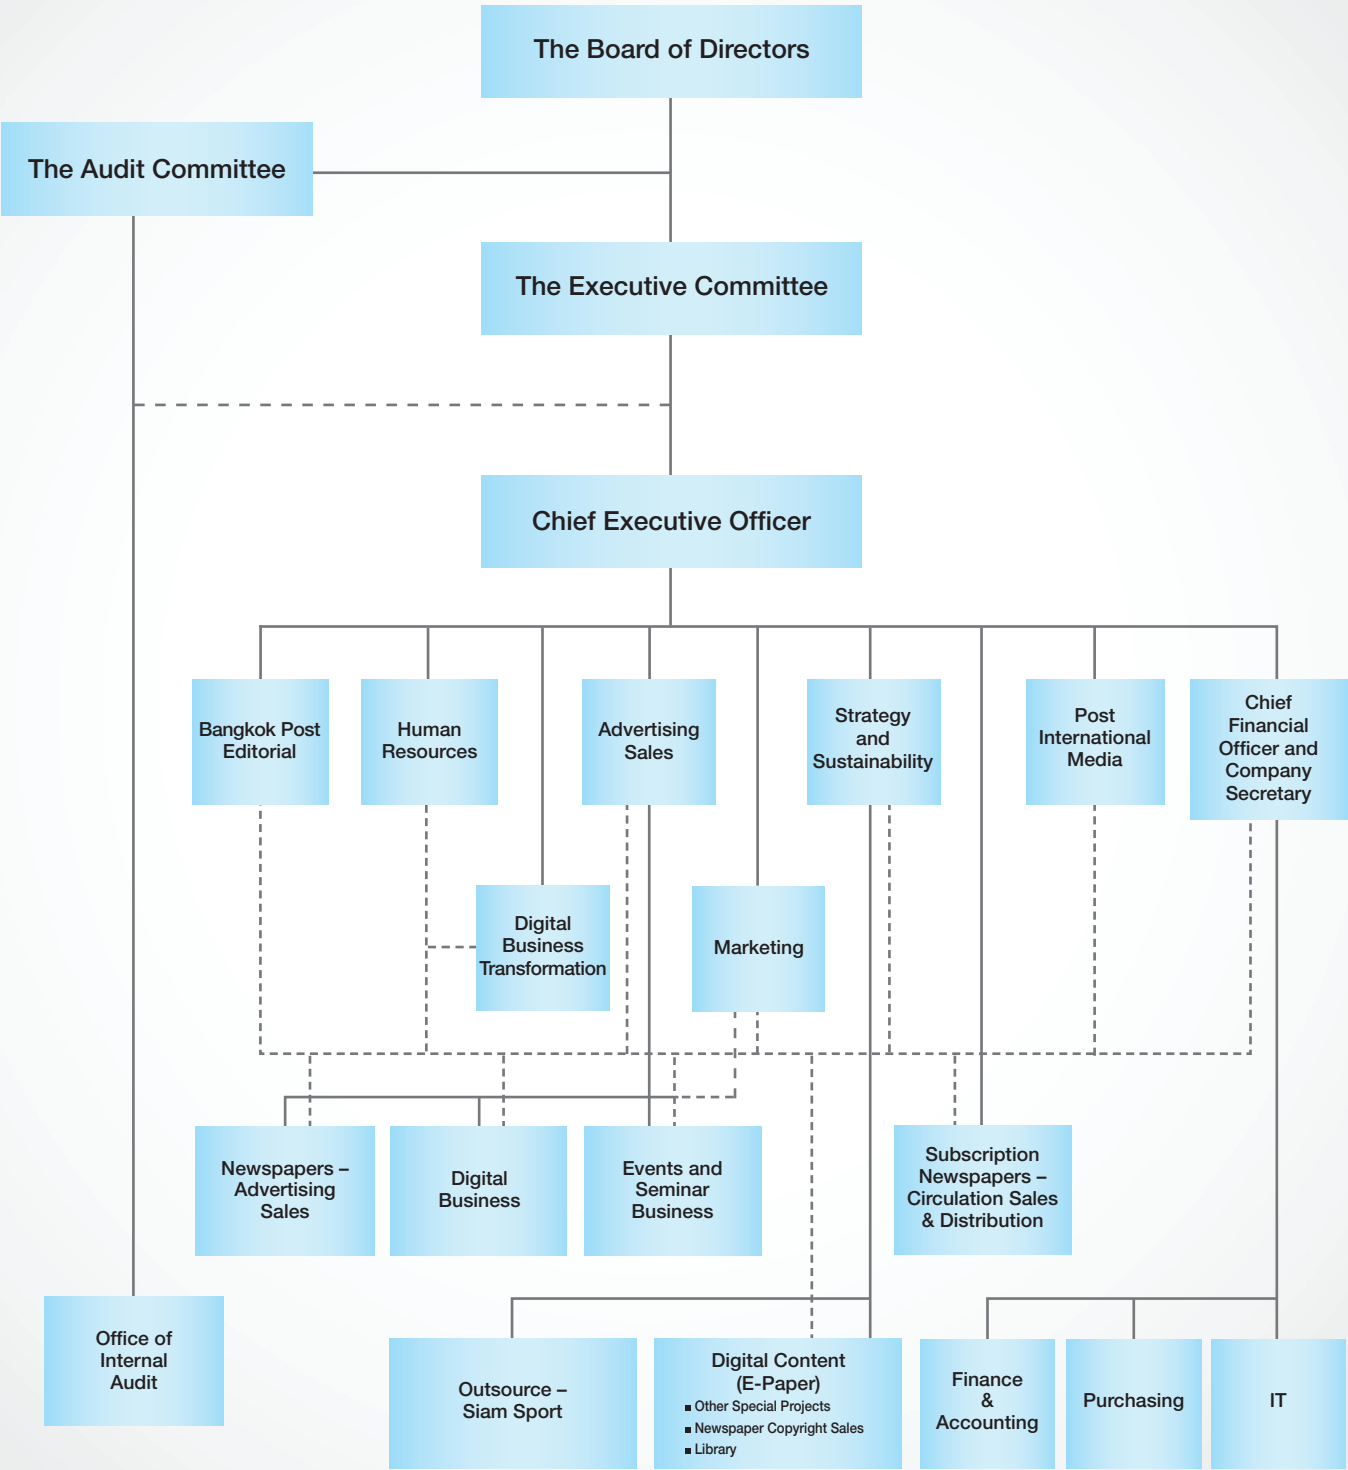 The Board of Directors
The Audit Committee
The Executive Committee
Chief Executive Officer
Bangkok Post
Editorial
Human
Resources
Advertising
Sales
Strategy
and
Sustainability
Post
International
Media
Chief
Financial
Officer and
Company
Secretary
Digital
Business
Transformation
Marketing
Newspapers –
Advertising
Sales
Digital
Business
Events and
Seminar
Business
Subscription
Newspapers –
Circulation Sales
& Distribution
Office of
Internal
Audit
Outsource –
Siam Sport
Digital Content
(E-Paper)
■ Other Special Projects
■ Newspaper Copyright Sales
■ Library
Finance
&
Accounting
Purchasing
IT